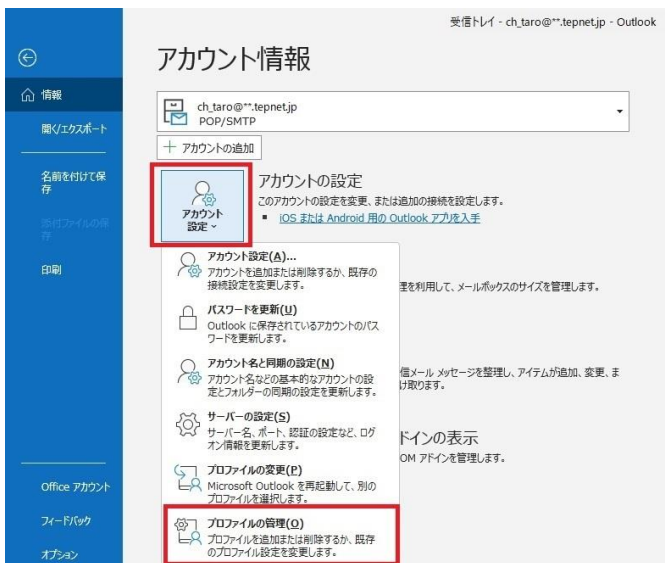 受信トレイ - ch_taro@**.tepnet.jp - Outlook
アカウント情報
情報
開く/エクスポート
名前を付けて保
存
添付ファイルの保
存
印刷
Office アカウント
フィードバック
オプション
ch_taro@**.tepnet.jp
POP/SMTP
アカウントの追加
アカウント
設定
アカウントの設定
このアカウントの設定を変更、または追加の接続を設定します。
iOS または Android 用の Outlook アプリを入手
アカウント設定(A)...
アカウントを追加または削除するか、既存の
接続設定を変更します。
パスワードを更新(U)
Outlook に保存されているアカウントのパス
ワードを更新します。
アカウント名と同期の設定(N)
アカウント名などの基本的なアカウントの設
定とフォルダーの同期の設定を更新します。
サーバーの設定(S)
サーバー名、ポート、認証の設定など、ログ
オン情報を更新します。
プロファイルの変更(P)
Microsoft Outlook を再起動して、別の
プロファイルを選択します。
プロファイルの管理(O)
プロファイルを追加または削除するか、既存
のプロファイル設定を変更します。
理を利用して、メールボックスのサイズを管理します。
信メール メッセージを整理し、アイテムが追加、変更、ま
け取ります。
ドインの表示
OM アドインを管理します。